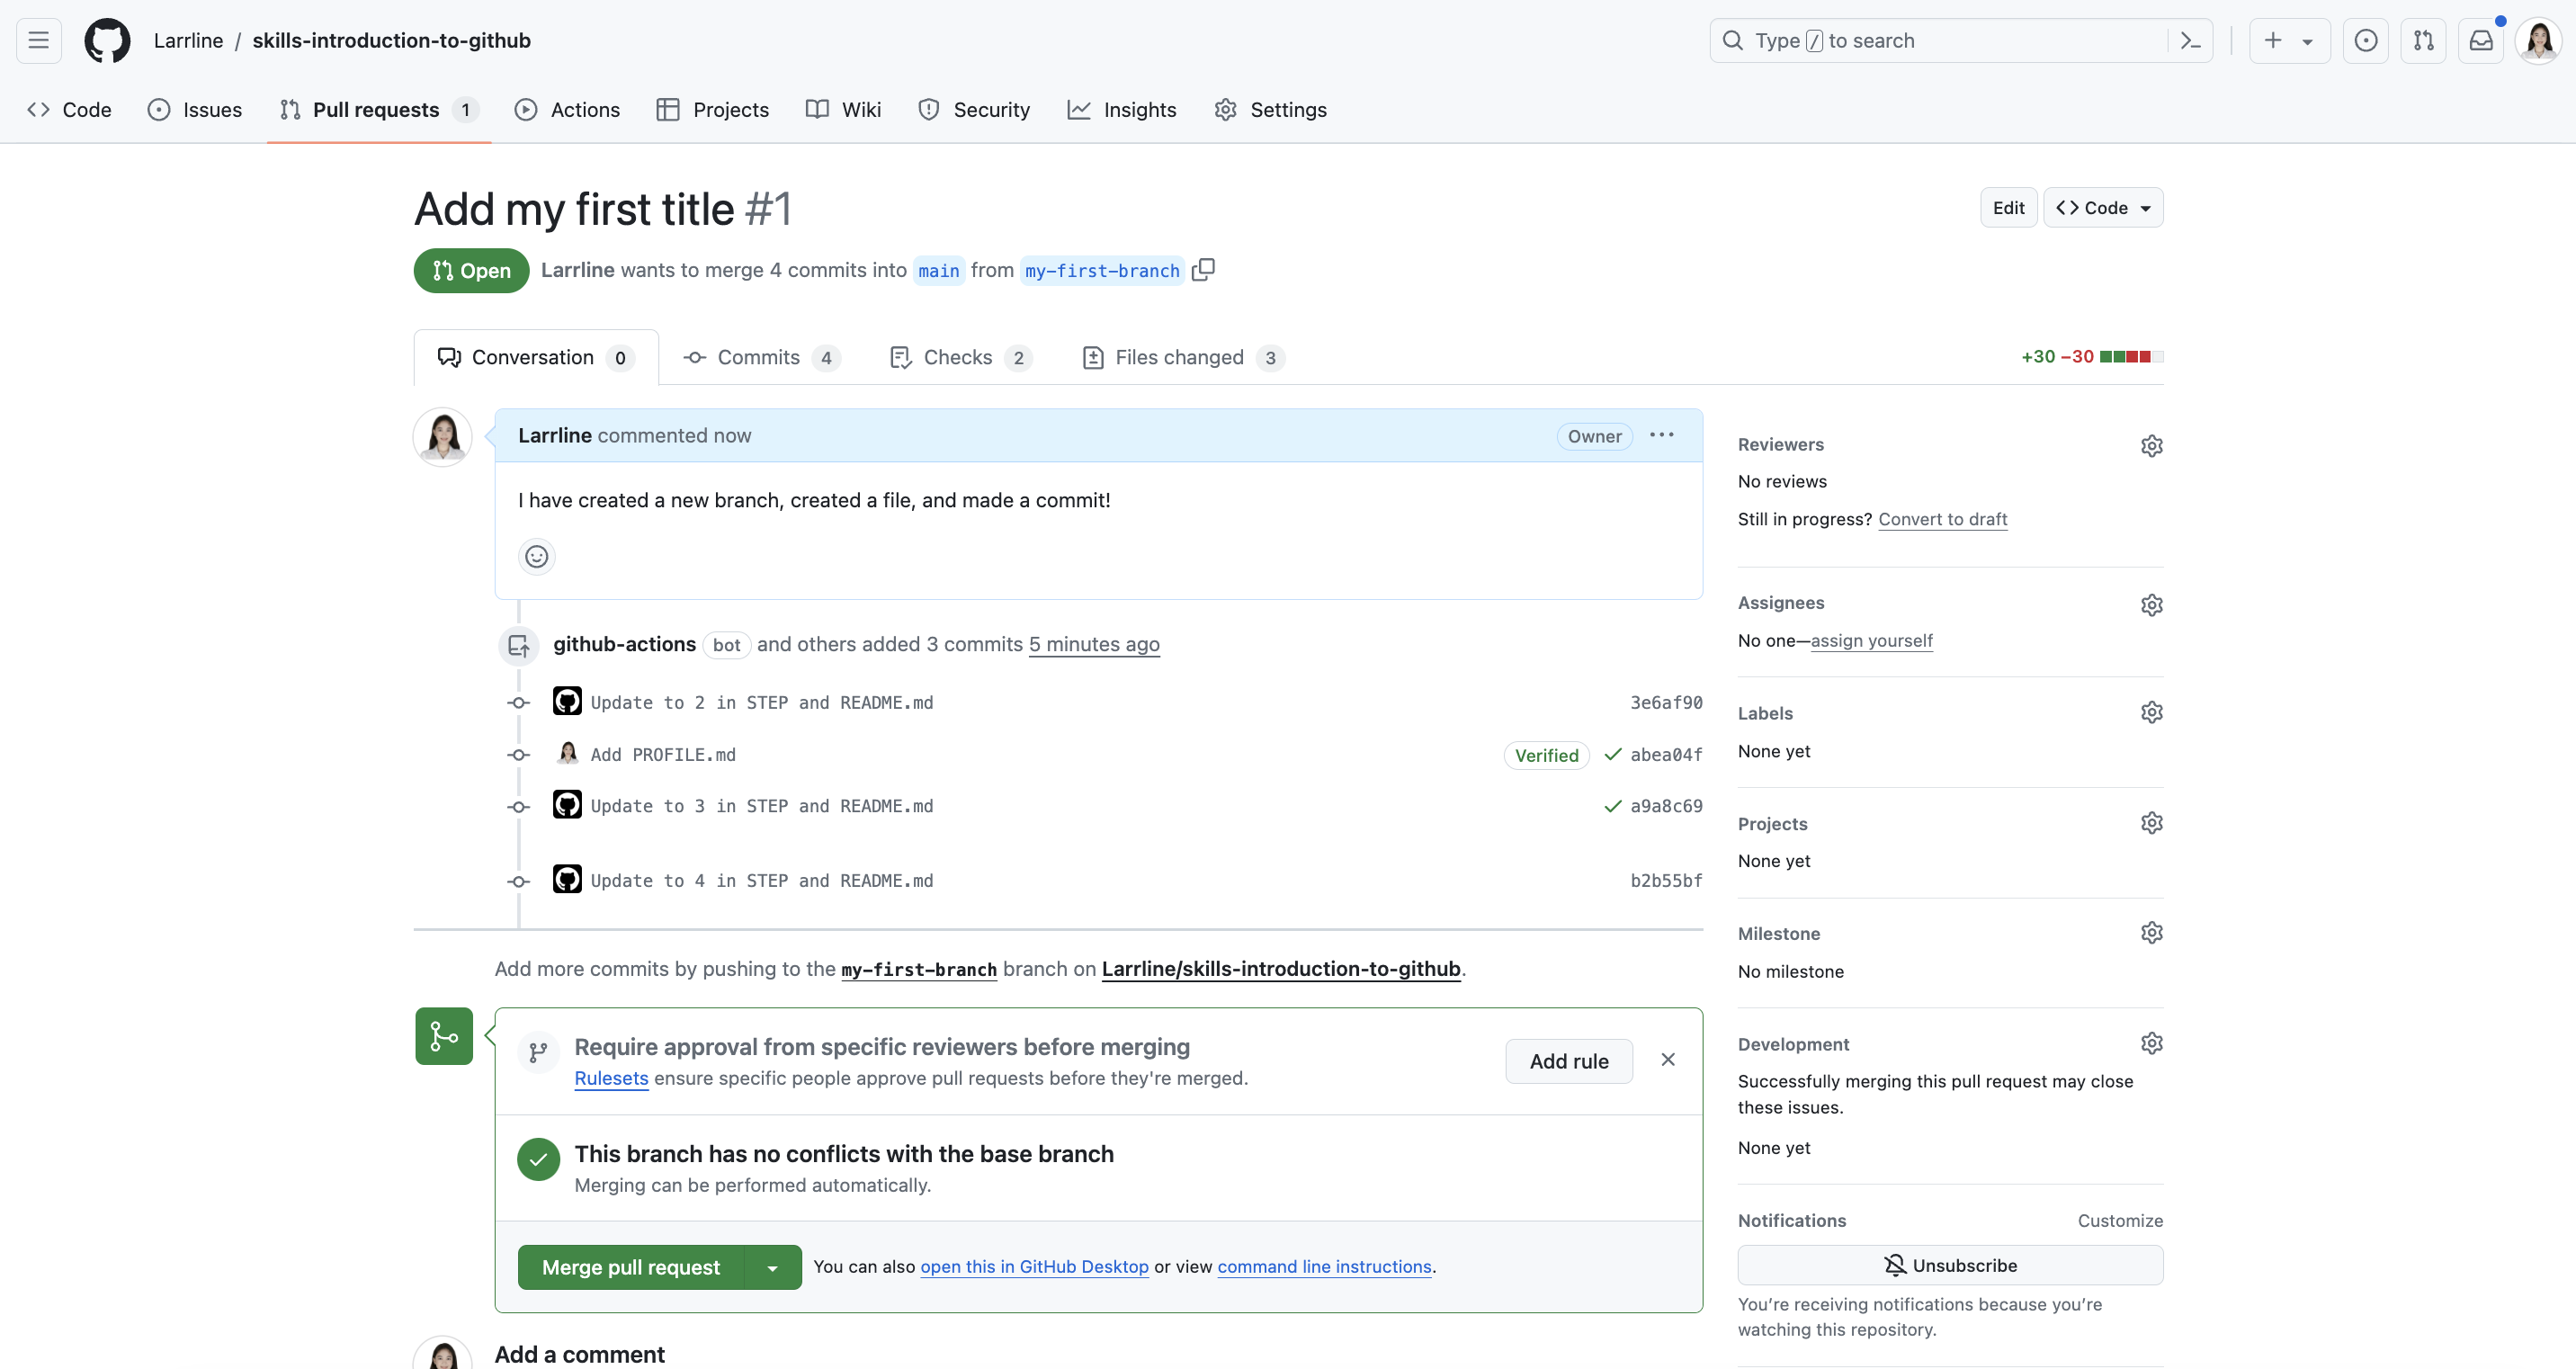 Larrline / skills-introduction-to-github
Type / to search
Code
Issues
Pull requests 1
Actions
Projects
Wiki
Security
Insights
Settings
Add my first title #1
Edit
Code
Open
Larrline wants to merge 4 commits into main from my-first-branch
Conversation 0
Commits 4
Checks 2
Files changed 3
+30 −30
Larrline commented now
Owner
I have created a new branch, created a file, and made a commit!
github-actions bot and others added 3 commits 5 minutes ago
Update to 2 in STEP and README.md
3e6af90
Add PROFILE.md
Verified
abea04f
Update to 3 in STEP and README.md
a9a8c69
Update to 4 in STEP and README.md
b2b55bf
Add more commits by pushing to the my-first-branch branch on Larrline/skills-introduction-to-github.
Require approval from specific reviewers before merging
Rulesets ensure specific people approve pull requests before they're merged.
Add rule
This branch has no conflicts with the base branch
Merging can be performed automatically.
Merge pull request
You can also open this in GitHub Desktop or view command line instructions.
Add a comment
Reviewers
No reviews
Still in progress? Convert to draft
Assignees
No one—assign yourself
Labels
None yet
Projects
None yet
Milestone
No milestone
Development
Successfully merging this pull request may close
these issues.
None yet
Notifications
Customize
Unsubscribe
You’re receiving notifications because you’re
watching this repository.